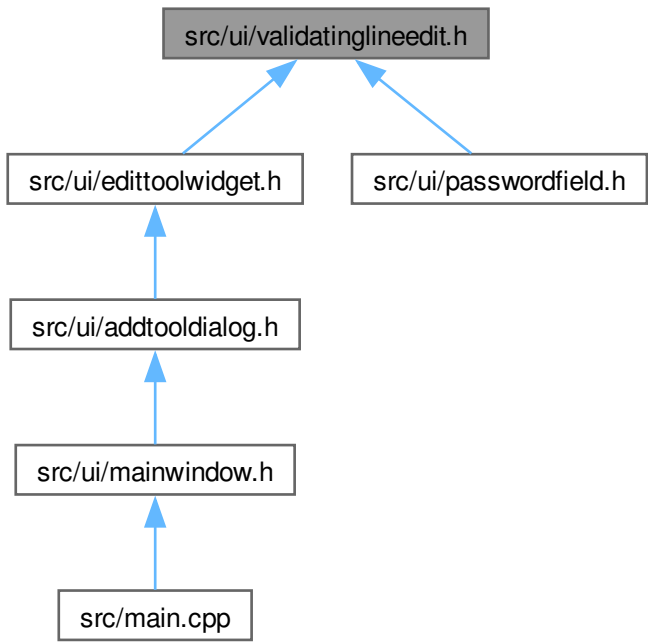 src/ui/validatinglineedit.h
src/ui/edittoolwidget.h
src/ui/passwordfield.h
src/ui/addtooldialog.h
src/ui/mainwindow.h
src/main.cpp